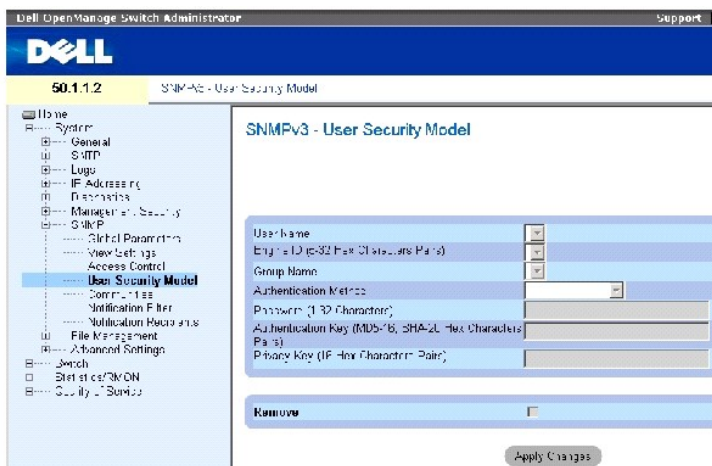 Dell OpenManage Switch Administrator Support
DELL
50.1.1.2 SNMPv3 - User Security Model
Home
System
General
SNTP
Logs
IP Addressing
Diagnostics
Management Security
SNMP
Global Parameters
View Settings
Access Control
User Security Model
Communities
Notification Filter
Notification Recipients
File Management
Advanced Settings
Switch
Statistics/RMON
Quality of Service
SNMPv3 - User Security Model
User Name
Engine ID (5-32 Hex Characters Pairs)
Group Name
Authentication Method
Password (1-32 Characters)
Authentication Key (MD5-16, SHA-20 Hex Characters
Pairs)
Privacy Key (16 Hex Characters Pairs)
Remove
Apply Changes